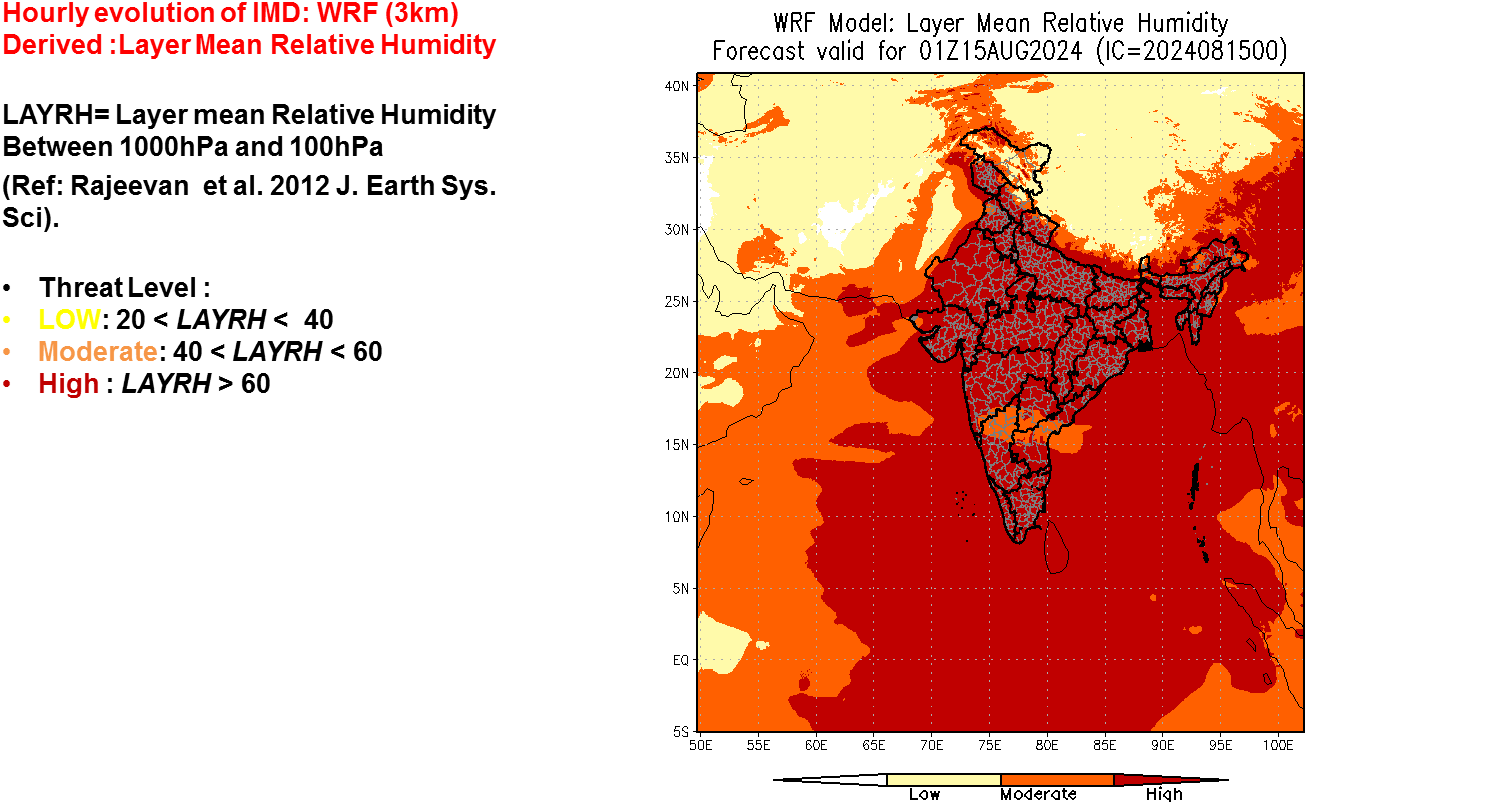 Hourly evolution of IMD: WRF (3km)
Derived :Layer Mean Relative Humidity
LAYRH= Layer mean Relative Humidity
Between 1000hPa and 100hPa
(Ref: Rajeevan et al. 2012 J. Earth Sys.
Sci).
• Threat Level :
• LOW: 20 < LAYRH < 40
• Moderate: 40 < LAYRH < 60
• High : LAYRH > 60
WRF Model: Layer Mean Relative Humidity
Forecast valid for 01Z15AUG2024 (IC=2024081500)
40N
35N
30N
25N
20N
15N
10N
5N
EQ
5S
50E 55E 60E 65E 70E 75E 80E 85E 90E 95E 100E
Low Moderate High